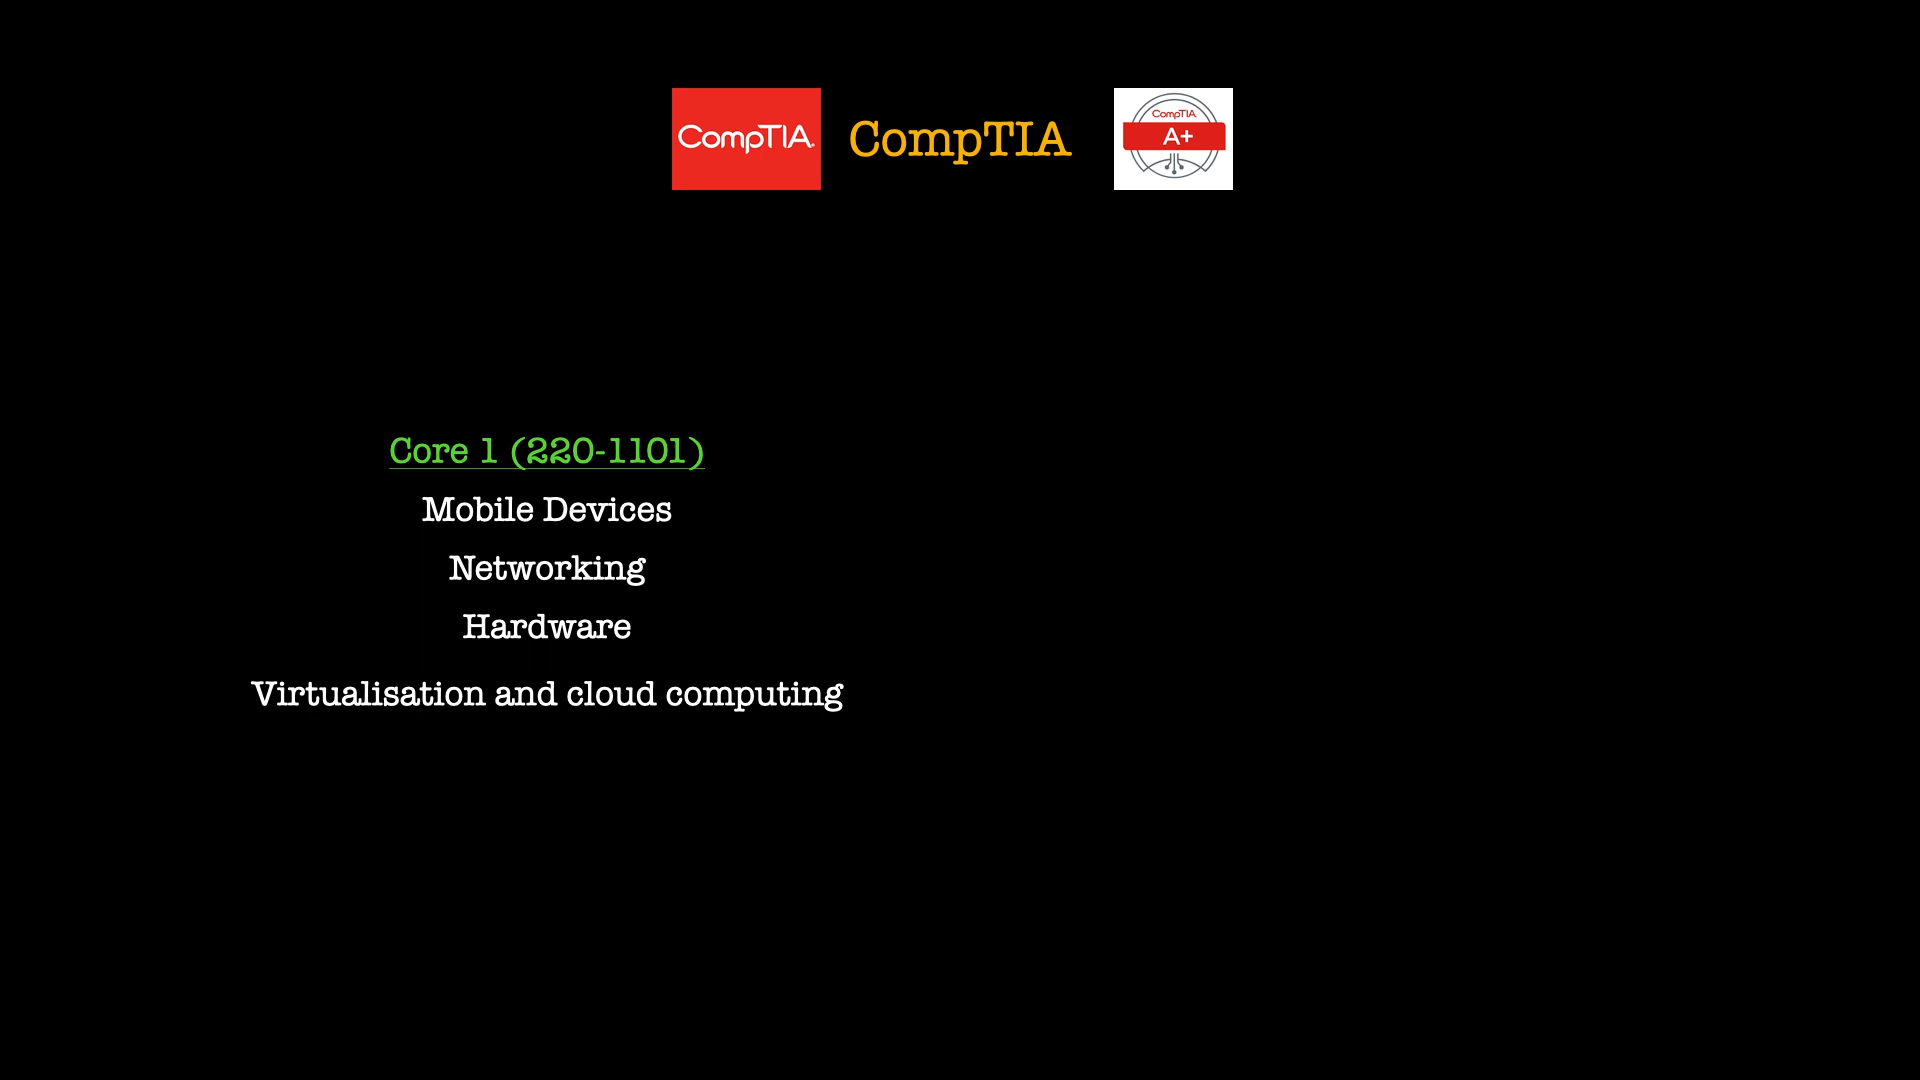 CompTIA.
CompTIA
CompTIA.
A+
Core 1 (220-1101)
Mobile Devices
Networking
Hardware
Virtualisation and cloud computing